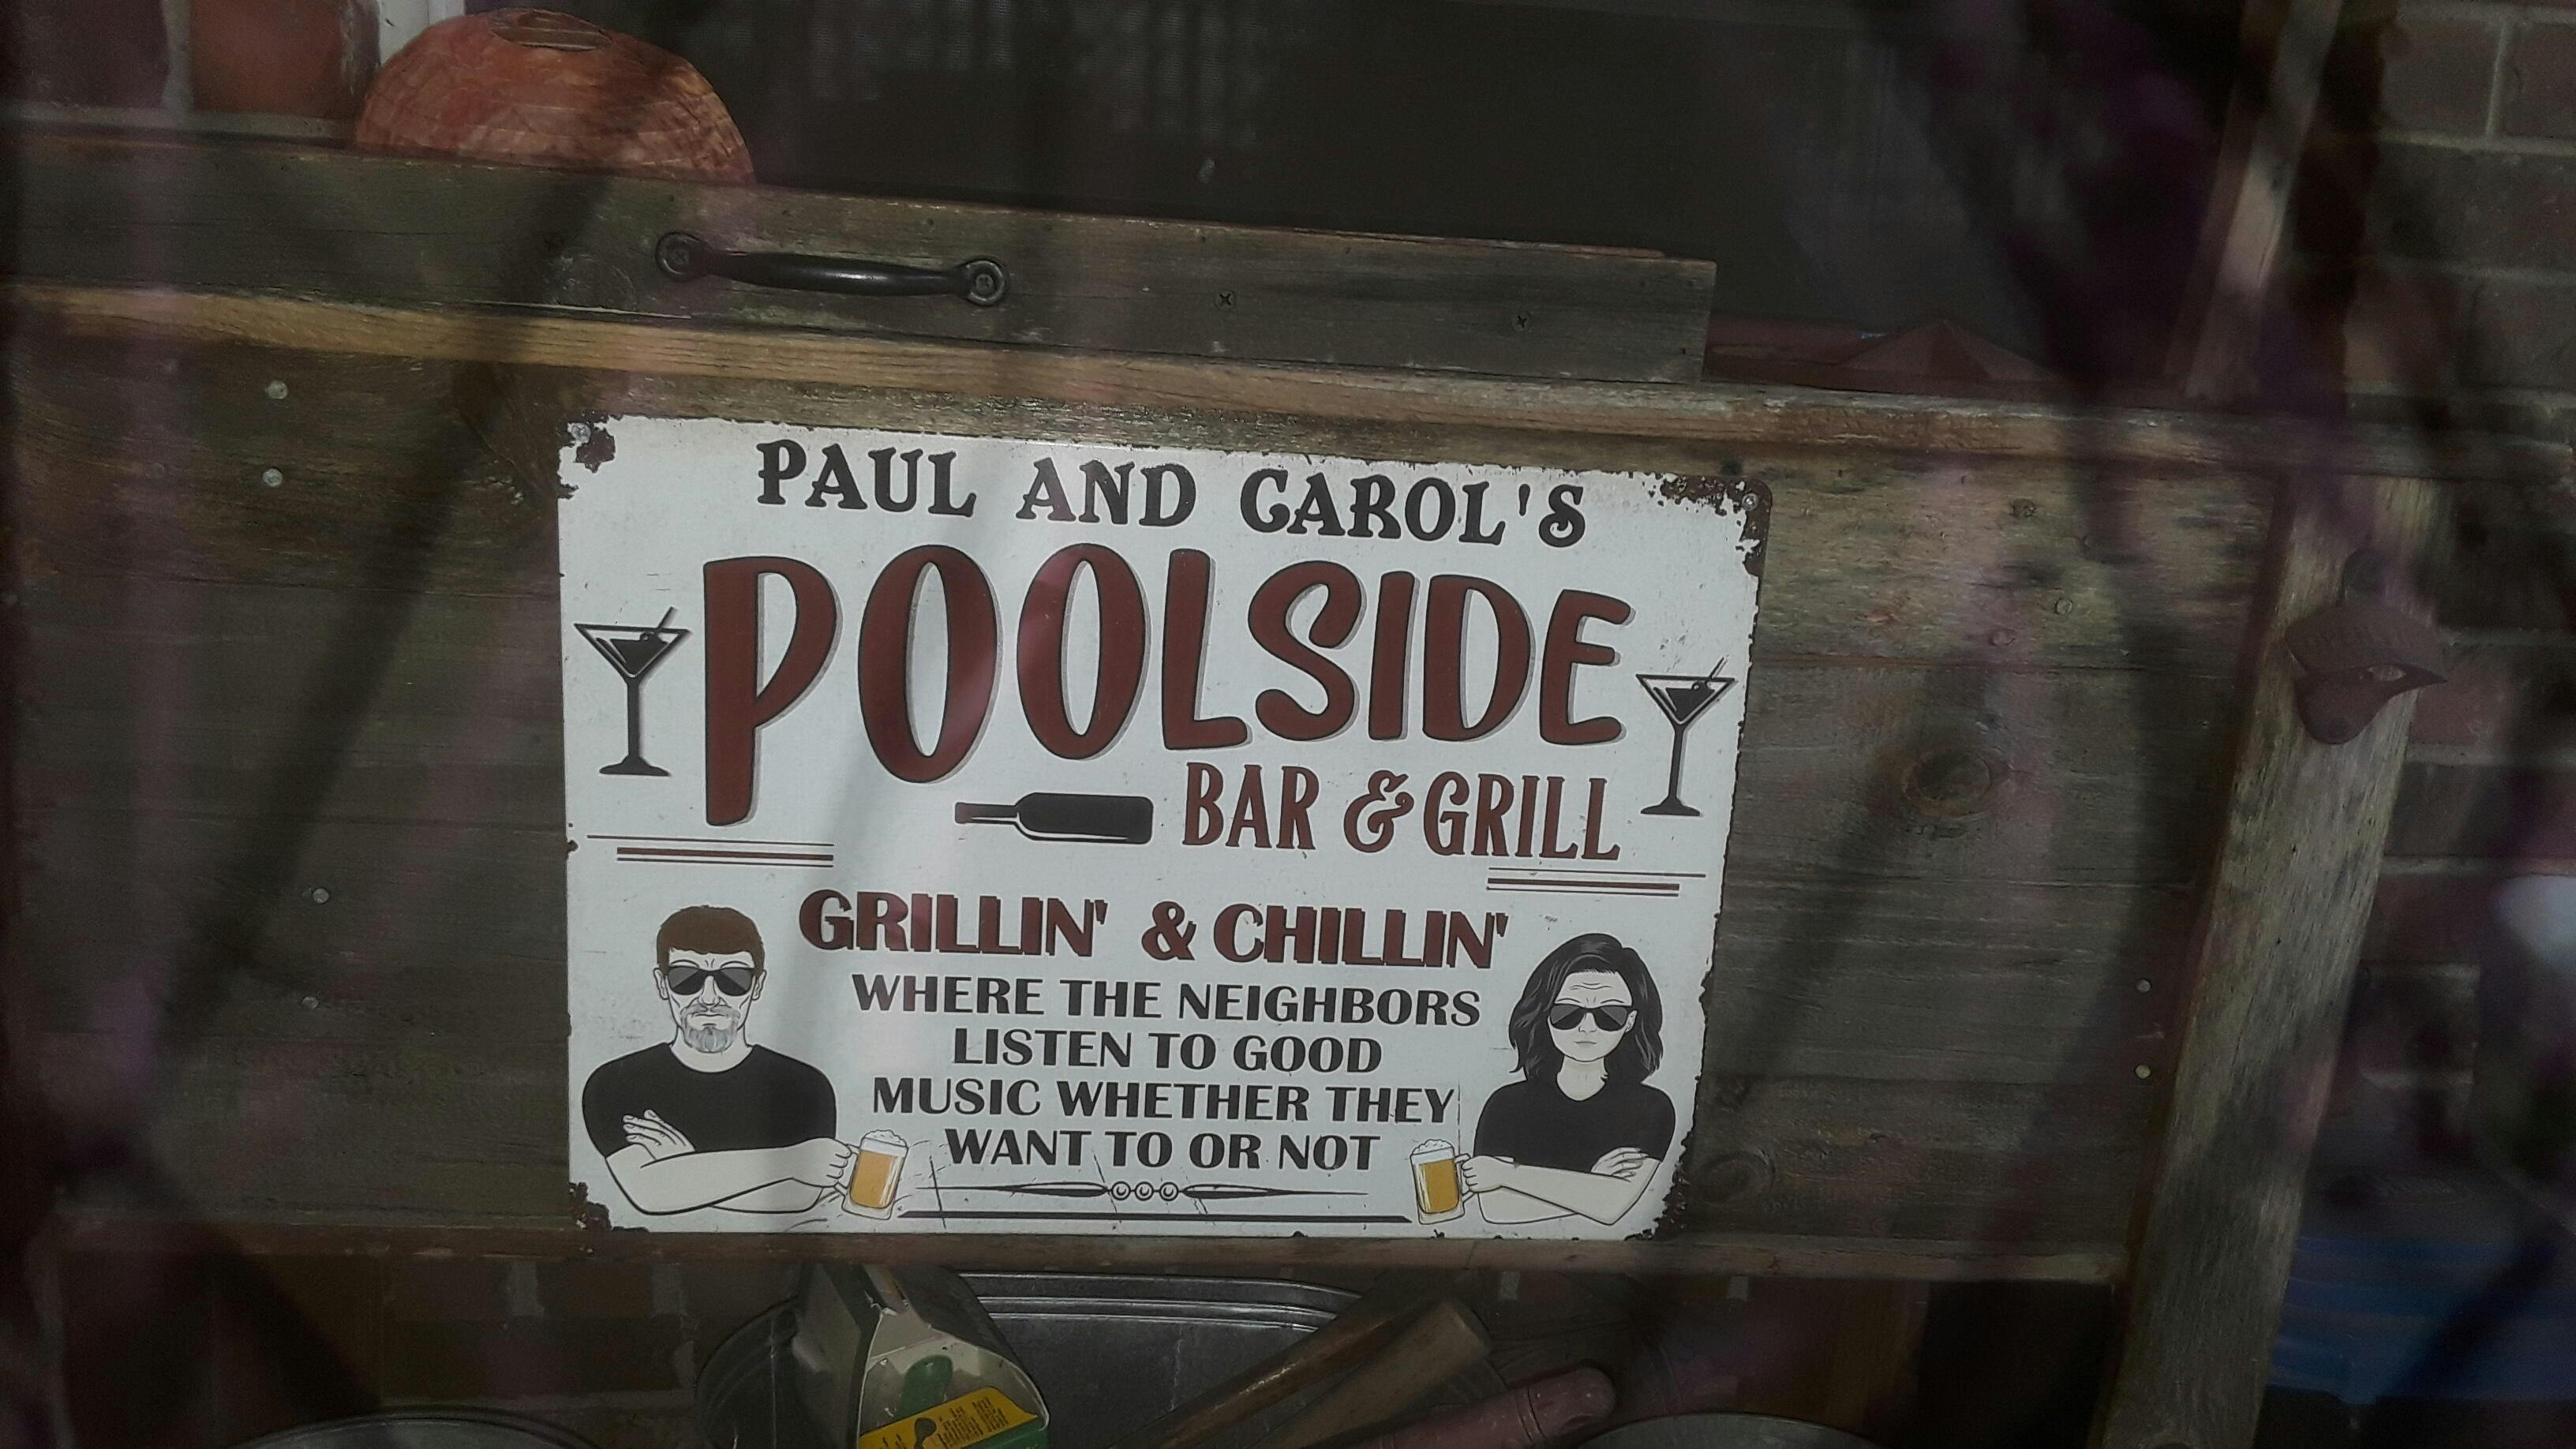 PAUL AND CAROL'S
POOLSIDE
BAR & GRILL
GRILLIN' & CHILLIN'
WHERE THE NEIGHBORS
LISTEN TO GOOD
MUSIC WHETHER THEY
WANT TO OR NOT